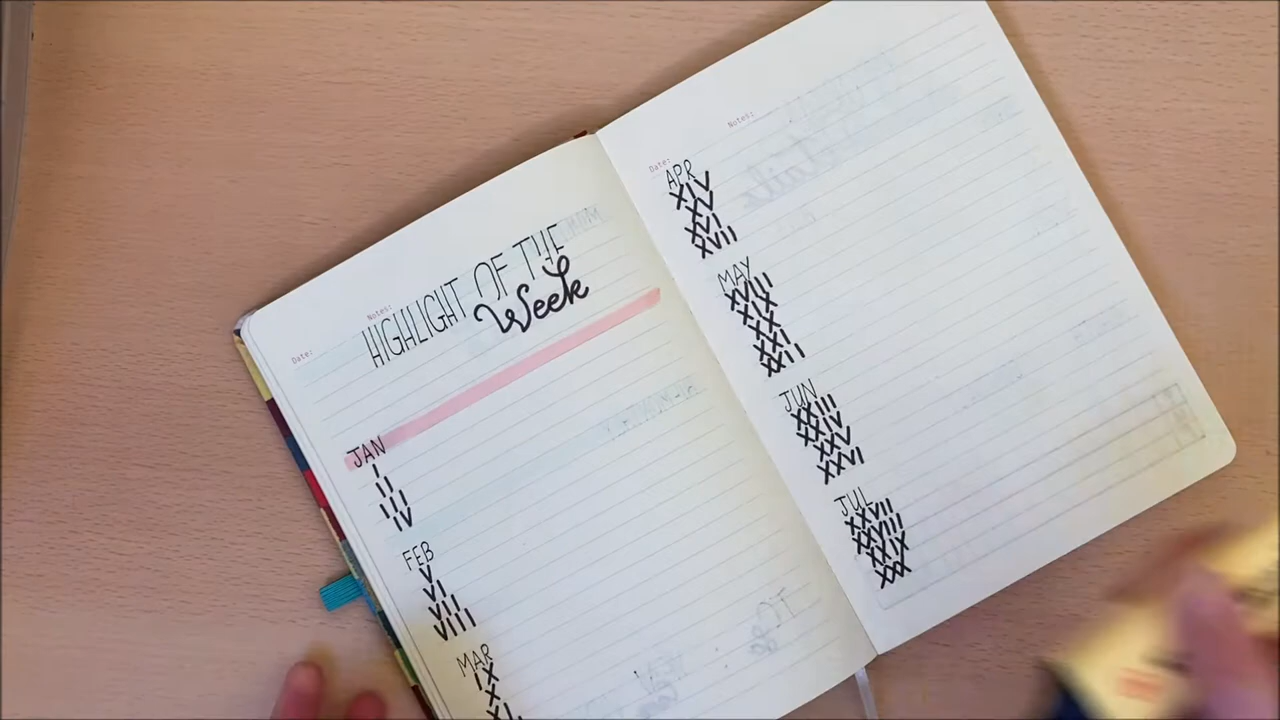 Date:
Notes:
HIGHLIGHT OF THE
Week
JAN
I
II
III
IV
FEB
V
VI
VII
VIII
MAR
IX
X
Date:
Notes:
APR
XIV
XV
XVI
XVII
MAY
XVIII
XIX
XX
XXI
XXII
JUN
XXIII
XXIV
XXV
XXVI
JUL
XXVII
XXVIII
XXIX
XXX